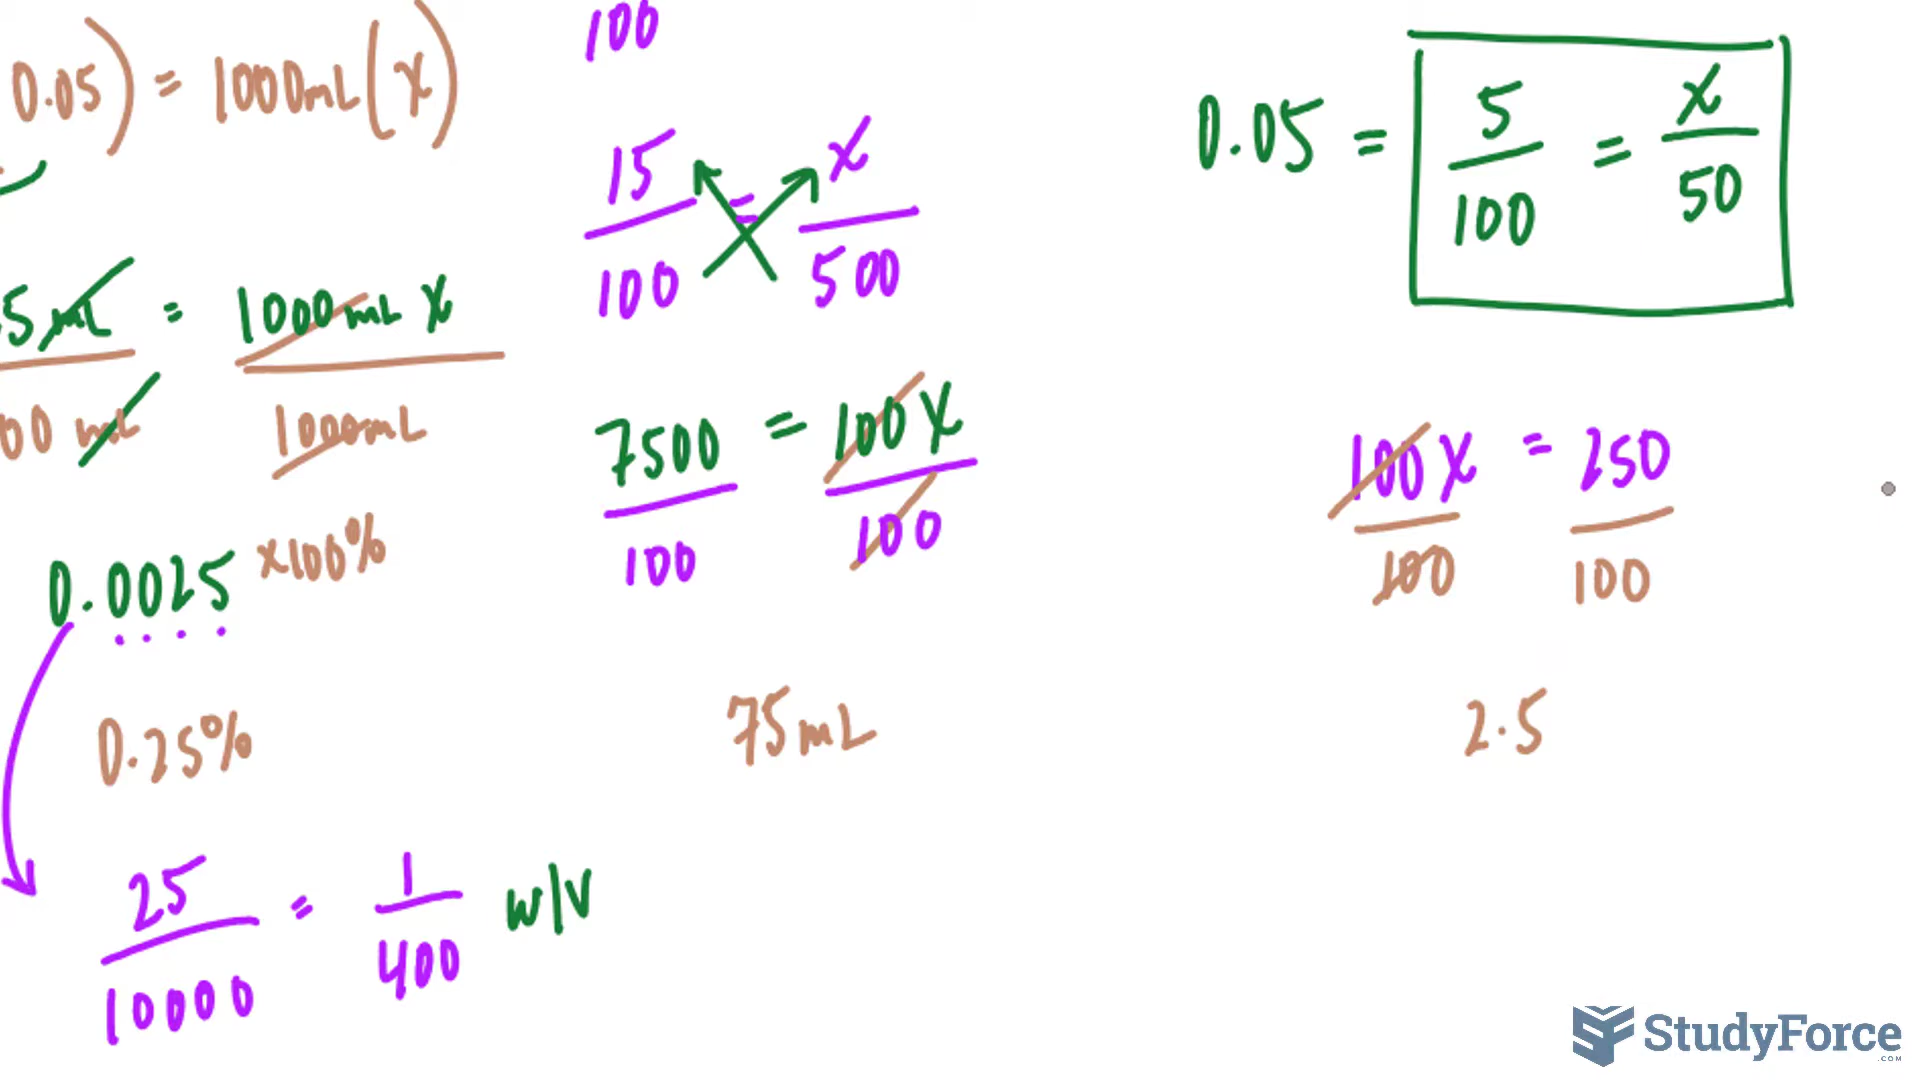 0.05) = 1000mL(x)
5mL = 1000mL x
00 mL 1000mL
0.0025 x100%
0.25%
25/10000 = 1/400 w/v
100
15/100 = x/500
7500/100 = 100x/100
75mL
0.05 = 5/100 = x/50
100x/100 = 250/100
2.5
StudyForce
.COM